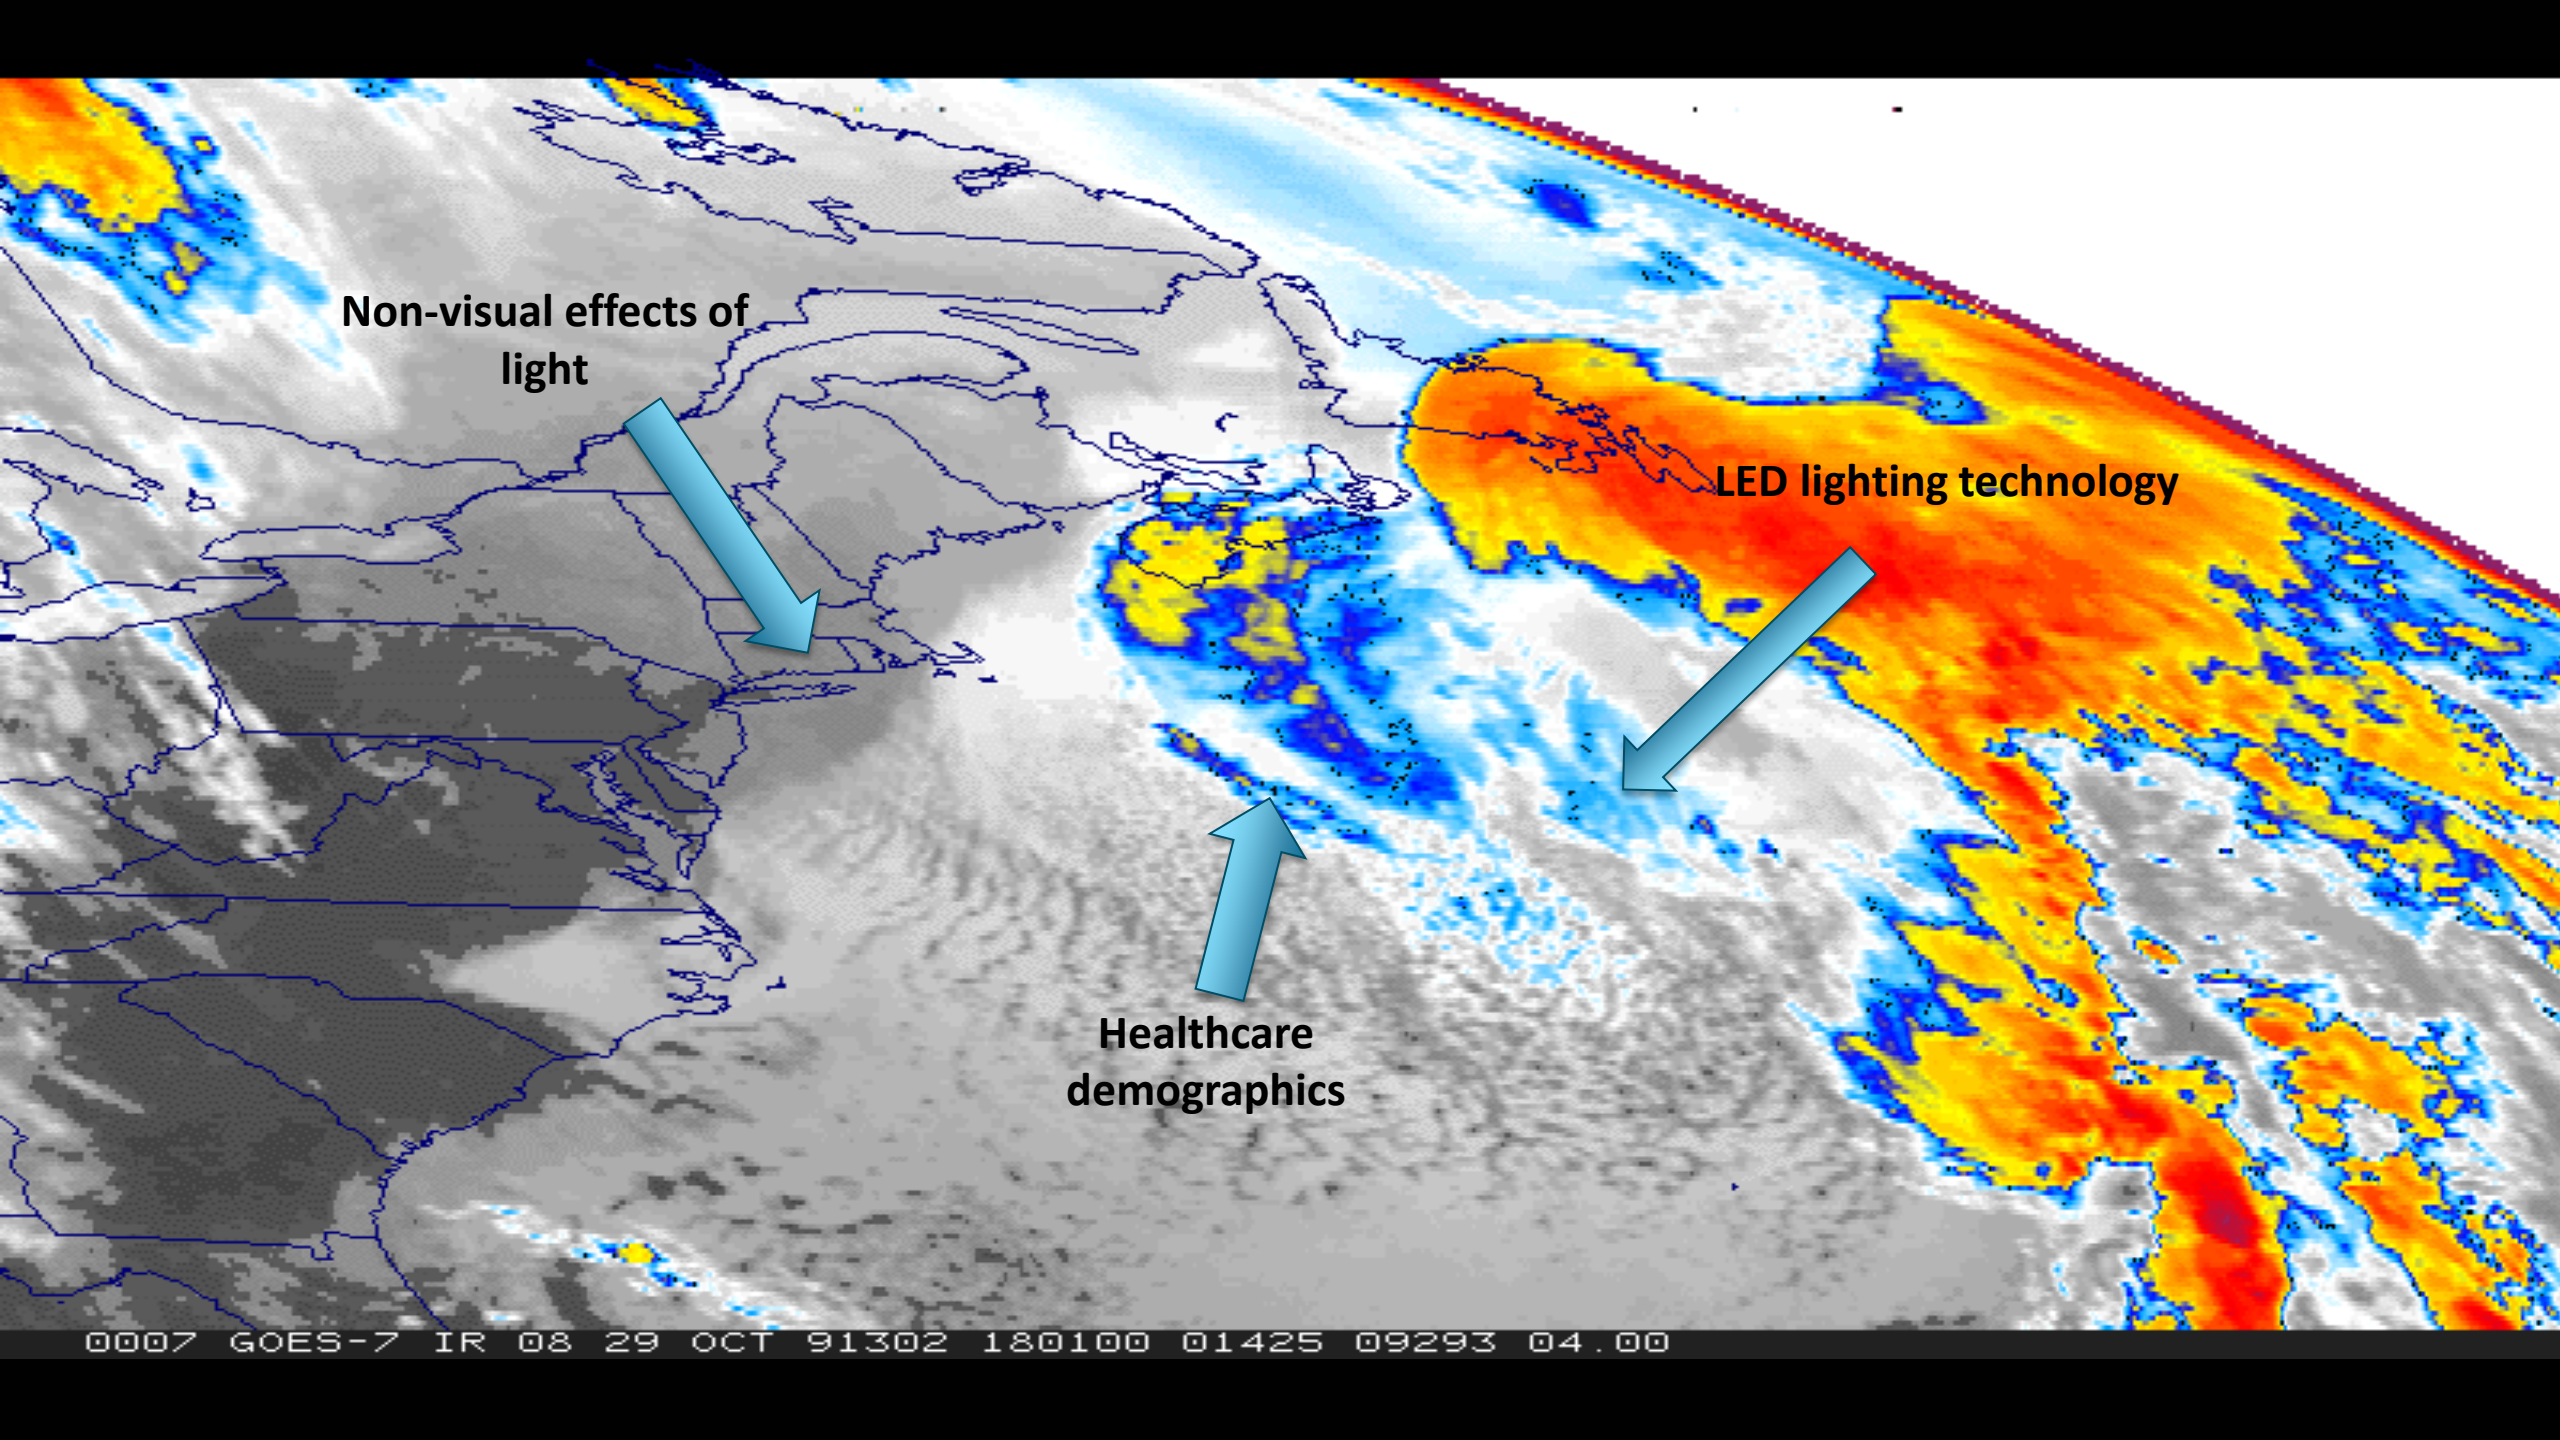 Non-visual effects of
light
LED lighting technology
Healthcare
demographics
0007 GOES-7 IR 08 29 OCT 91302 180100 01425 09293 04.00